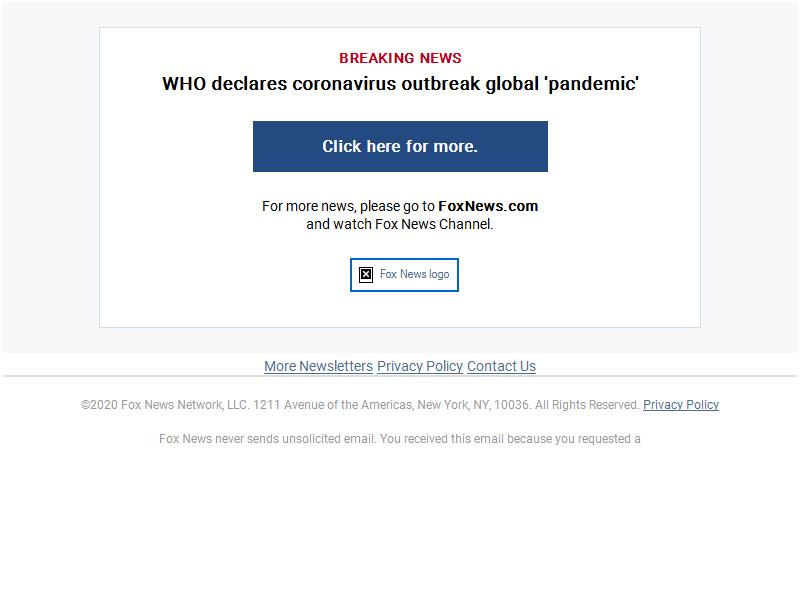 BREAKING NEWS
WHO declares coronavirus outbreak global 'pandemic'
Click here for more.
For more news, please go to FoxNews.com
and watch Fox News Channel.
Fox News logo
More Newsletters Privacy Policy Contact Us
©2020 Fox News Network, LLC. 1211 Avenue of the Americas, New York, NY, 10036. All Rights Reserved. Privacy Policy
Fox News never sends unsolicited email. You received this email because you requested a